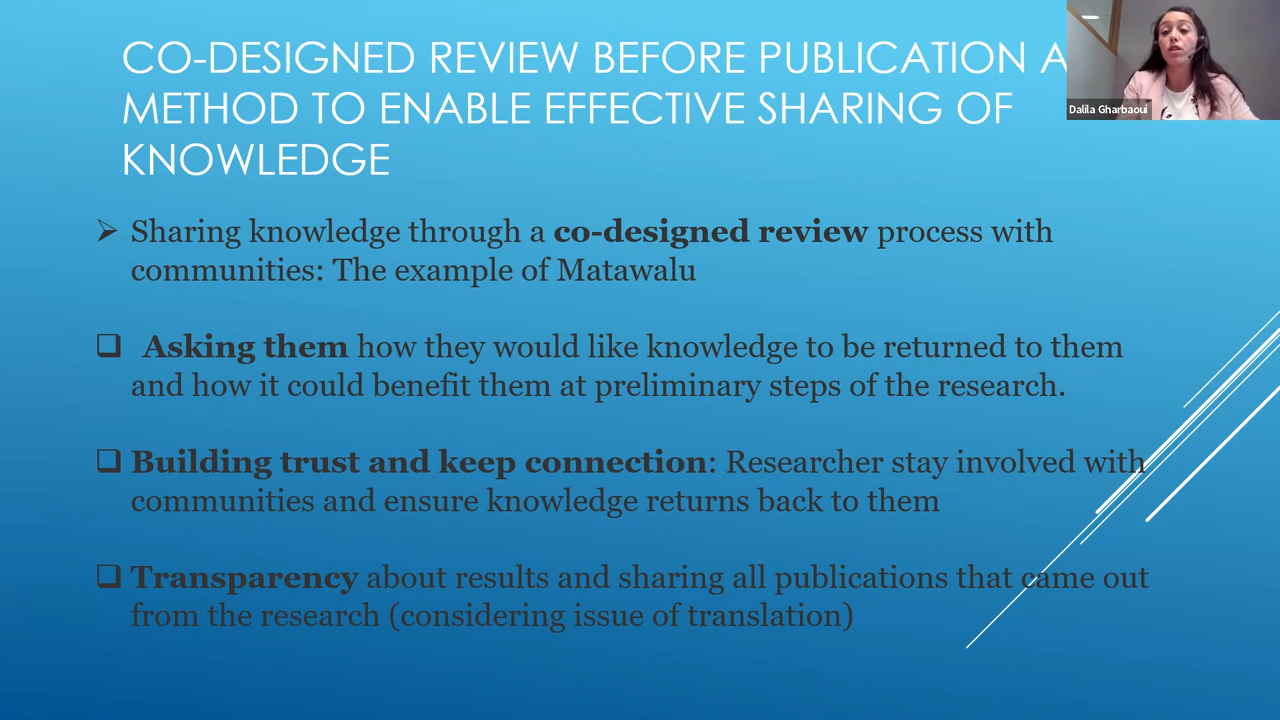 CO-DESIGNED REVIEW BEFORE PUBLICATION A
METHOD TO ENABLE EFFECTIVE SHARING OF
KNOWLEDGE
Dalila Gharbaoui
Sharing knowledge through a co-designed review process with
communities: The example of Matawalu
Asking them how they would like knowledge to be returned to them
and how it could benefit them at preliminary steps of the research.
Building trust and keep connection: Researcher stay involved with
communities and ensure knowledge returns back to them
Transparency about results and sharing all publications that came out
from the research (considering issue of translation)